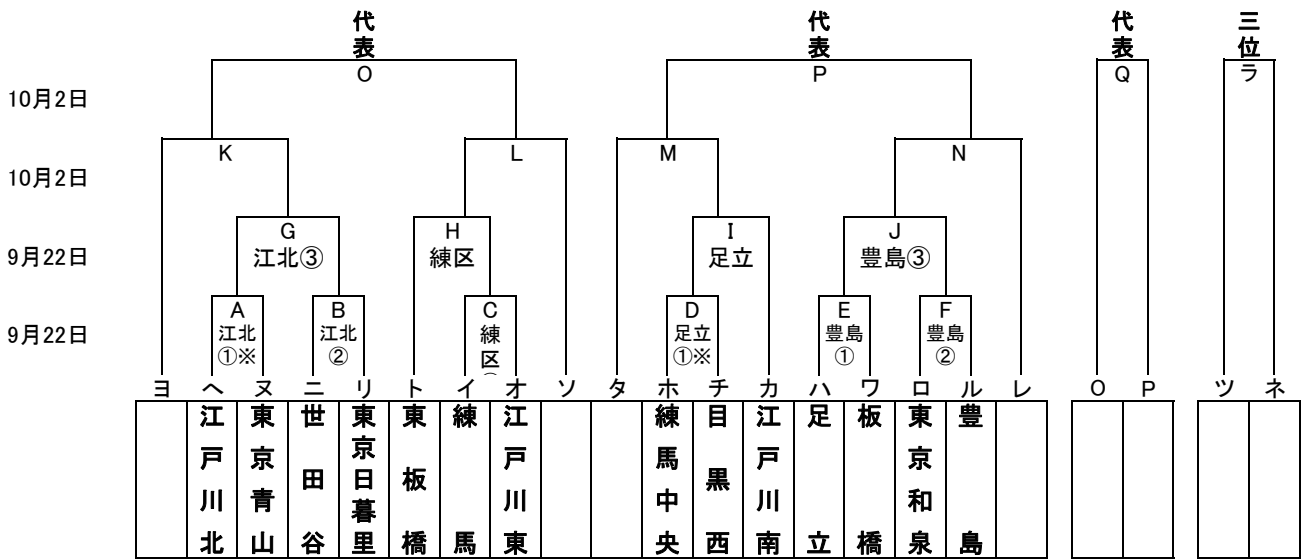 代表 代表 代表 三位
O P Q ラ
10月2日
K L M N
10月2日
G H I J
9月22日 江北③ 練区 足立 豊島③
A B C D E F
9月22日 江北①※ 江北② 練区 足立①※ 豊島① 豊島②
ヨ ヘ ヌ ニ リ ト イ オ ソ タ ホ チ カ ハ ワ ロ ル レ O P ツ ネ
江戸川北 東京青山 世田谷 東京日暮里 東板橋 練馬 江戸川東 練馬中央 目黒西 江戸川南 足立 板橋 東京和泉 豊島